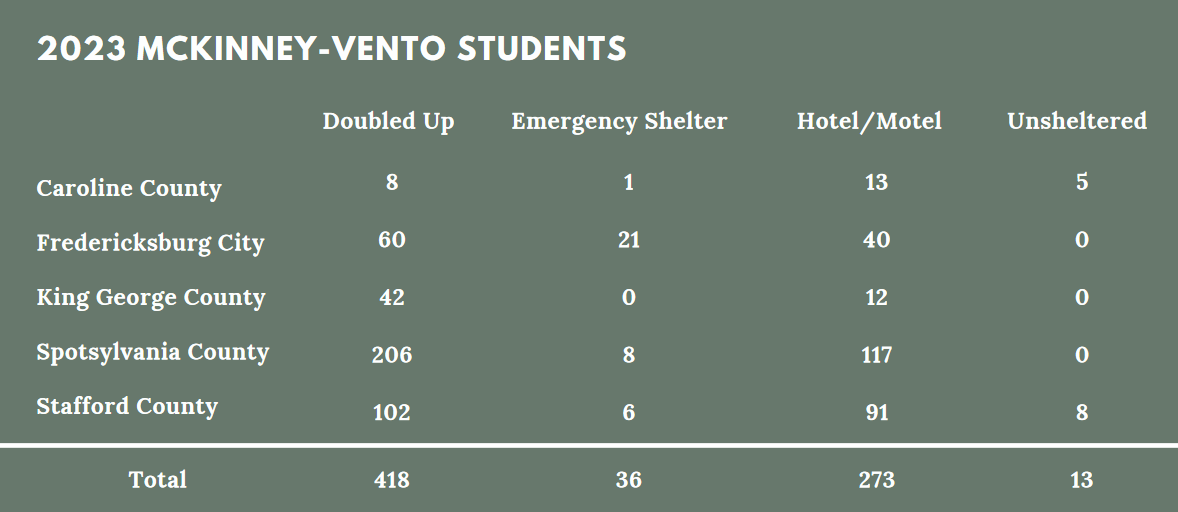 2023 MCKINNEY-VENTO STUDENTS
Doubled Up Emergency Shelter Hotel/Motel Unsheltered
Caroline County 8 1 13 5
Fredericksburg City 60 21 40 0
King George County 42 0 12 0
Spotsylvania County 206 8 117 0
Stafford County 102 6 91 8
Total 418 36 273 13